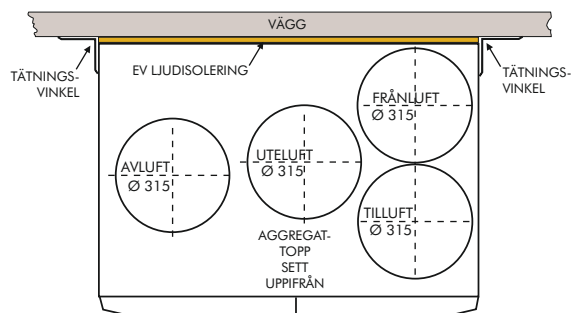 VÄGG
TÄTNINGS-
VINKEL
EV LJUDISOLERING
TÄTNINGS-
VINKEL
FRÅNLUFT
Ø 315
AVLUFT
Ø 315
UTELUFT
Ø 315
TILLUFT
Ø 315
AGGREGAT-
TOPP
SETT
UPPIFRÅN